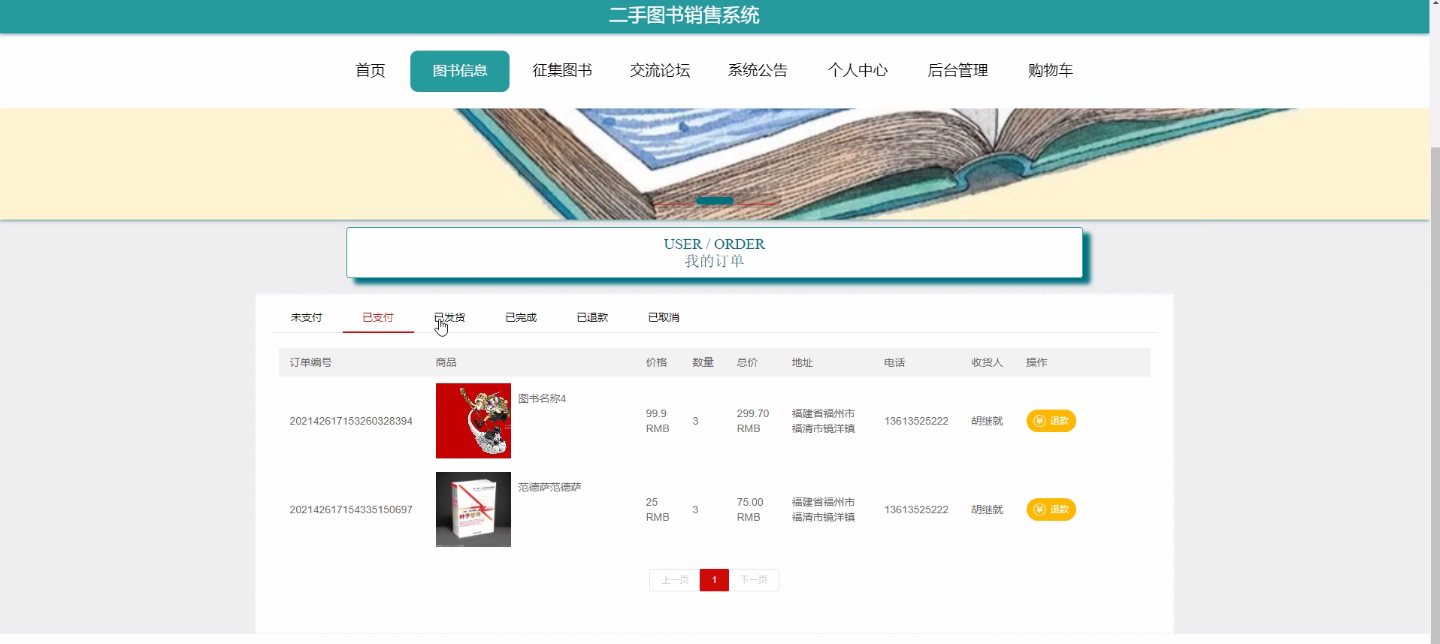 二手图书销售系统
首页 图书信息 征集图书 交流论坛 系统公告 个人中心 后台管理 购物车
USER / ORDER
我的订单
未支付 已支付 已发货 已完成 已退款 已取消
订单编号 商品 价格 数量 总价 地址 电话 收货人 操作
图书名称4
202142617153260328394 99.9 RMB 3 299.70 RMB 福建省福州市福清市镜洋镇 13613525222 胡继就 退款
范德萨范德萨
202142617154335150697 25 RMB 3 75.00 RMB 福建省福州市福清市镜洋镇 13613525222 胡继就 退款
上一页 1 下一页